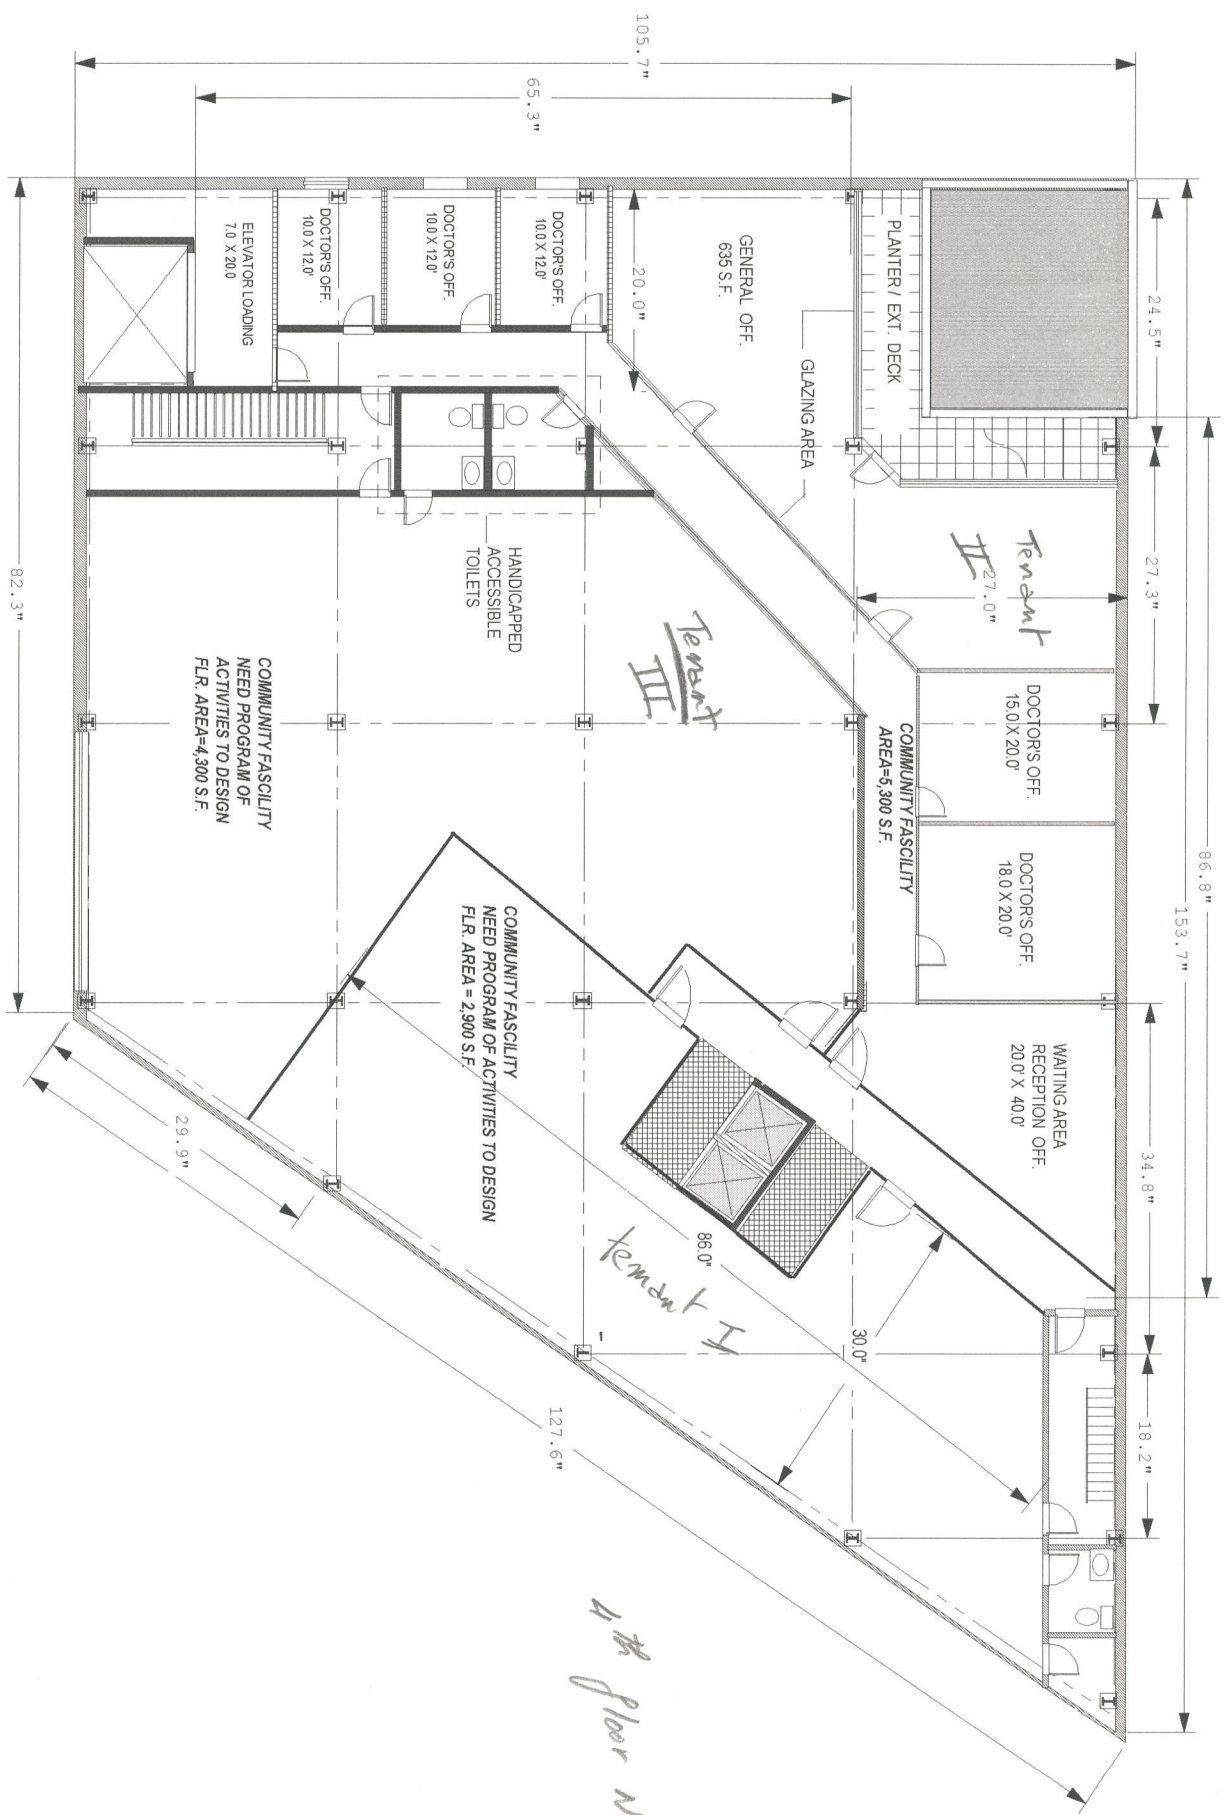 105.7"
65.3"
24.5"
27.3"
86.8"
153.7"
34.8"
18.2"
PLANTER / EXT. DECK
GENERAL OFF.
635 S.F.
GLAZING AREA
20.0"
DOCTOR'S OFF.
10.0 X 12.0'
DOCTOR'S OFF.
10.0 X 12.0'
DOCTOR'S OFF.
10.0 X 12.0'
ELEVATOR LOADING
7.0 X 20.0
Tenant
II
27.0"
DOCTOR'S OFF.
15.0 X 20.0'
DOCTOR'S OFF.
18.0 X 20.0'
WAITING AREA
RECEPTION OFF.
20.0' X 40.0'
COMMUNITY FASCILITY
AREA=5,300 S.F.
HANDICAPPED
ACCESSIBLE
TOILETS
Tenant
III
COMMUNITY FASCILITY
NEED PROGRAM OF
ACTIVITIES TO DESIGN
FLR. AREA=4,300 S.F.
COMMUNITY FASCILITY
NEED PROGRAM OF ACTIVITIES TO DESIGN
FLR. AREA = 2,900 S.F.
86.0"
30.0"
tenant I
82.3"
29.9"
127.6"
4th floor N